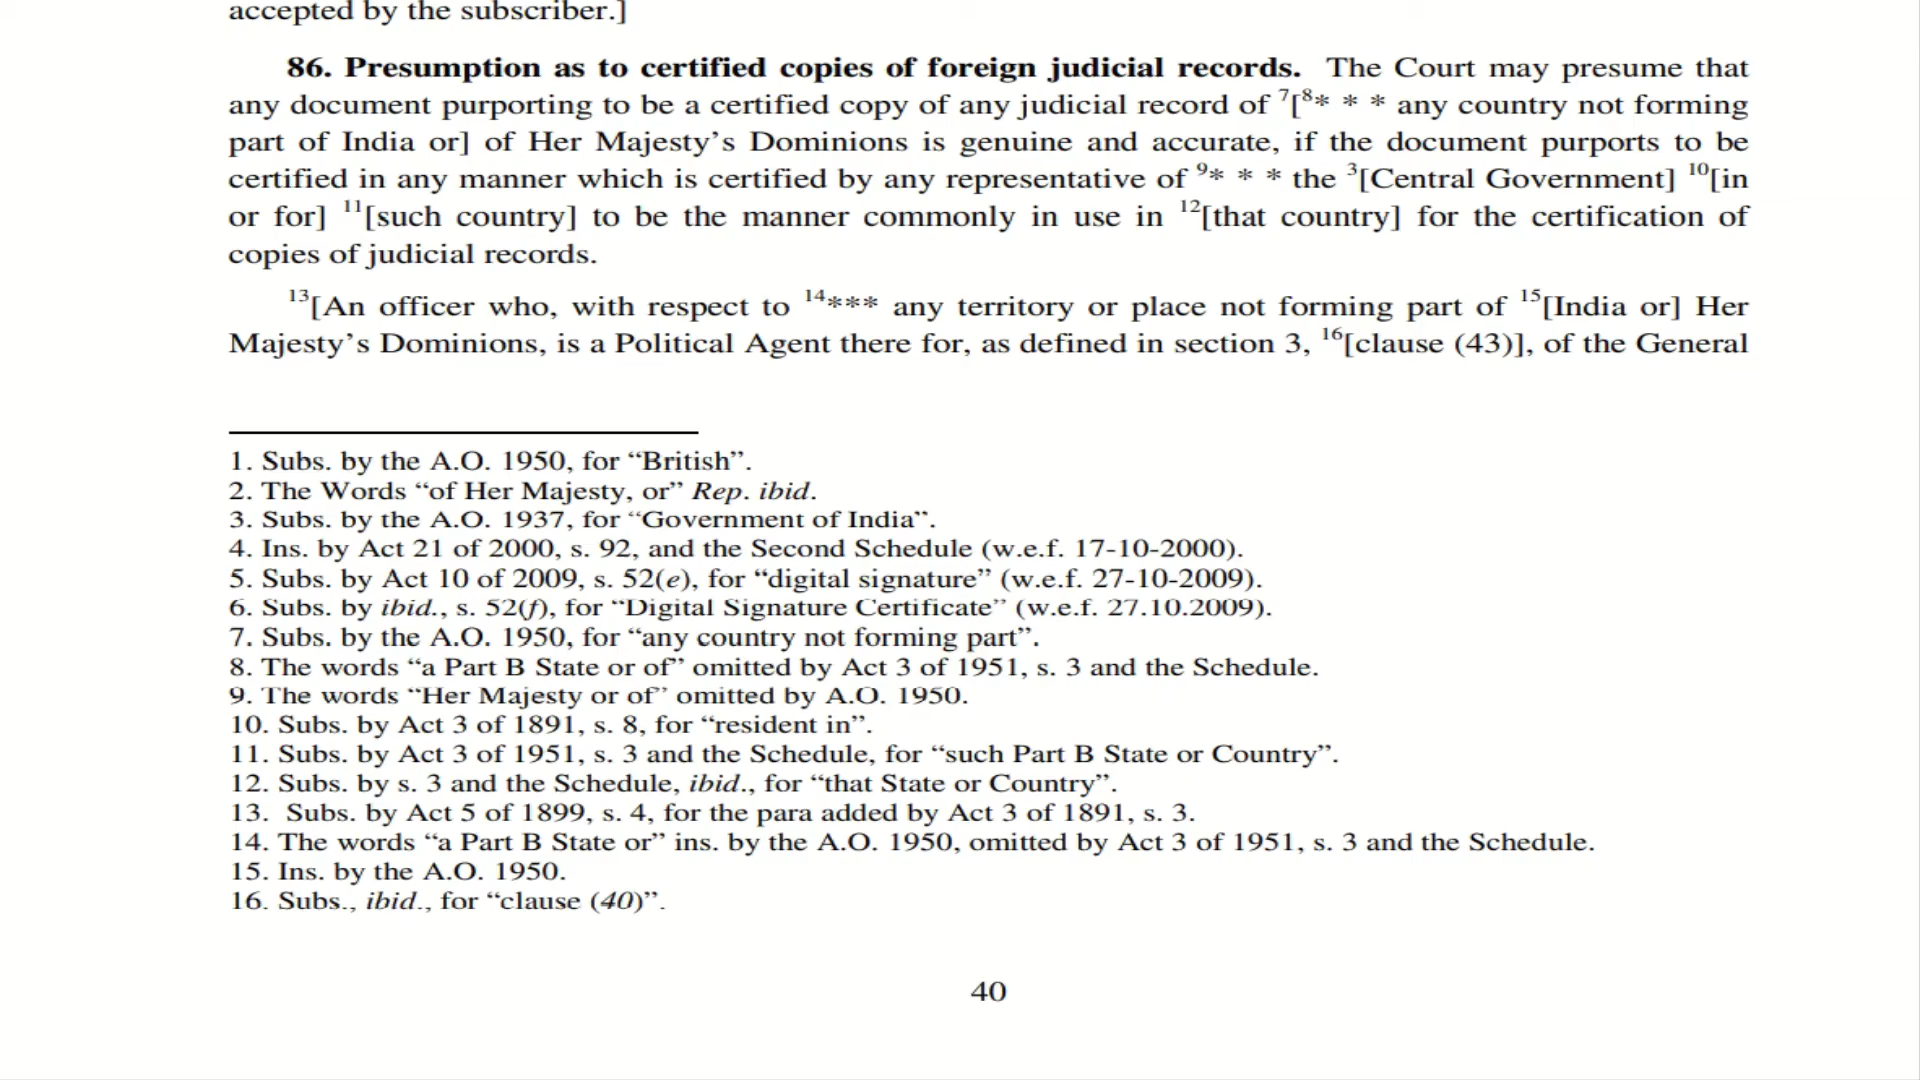 accepted by the subscriber.]
86. Presumption as to certified copies of foreign judicial records. The Court may presume that
any document purporting to be a certified copy of any judicial record of 7[8* * * any country not forming
part of India or] of Her Majesty’s Dominions is genuine and accurate, if the document purports to be
certified in any manner which is certified by any representative of 9* * * the 3[Central Government] 10[in
or for] 11[such country] to be the manner commonly in use in 12[that country] for the certification of
copies of judicial records.
13[An officer who, with respect to 14*** any territory or place not forming part of 15[India or] Her
Majesty’s Dominions, is a Political Agent there for, as defined in section 3, 16[clause (43)], of the General
1. Subs. by the A.O. 1950, for “British”.
2. The Words “of Her Majesty, or” Rep. ibid.
3. Subs. by the A.O. 1937, for “Government of India”.
4. Ins. by Act 21 of 2000, s. 92, and the Second Schedule (w.e.f. 17-10-2000).
5. Subs. by Act 10 of 2009, s. 52(e), for “digital signature” (w.e.f. 27-10-2009).
6. Subs. by ibid., s. 52(f), for “Digital Signature Certificate” (w.e.f. 27.10.2009).
7. Subs. by the A.O. 1950, for “any country not forming part”.
8. The words “a Part B State or of” omitted by Act 3 of 1951, s. 3 and the Schedule.
9. The words “Her Majesty or of” omitted by A.O. 1950.
10. Subs. by Act 3 of 1891, s. 8, for “resident in”.
11. Subs. by Act 3 of 1951, s. 3 and the Schedule, for “such Part B State or Country”.
12. Subs. by s. 3 and the Schedule, ibid., for “that State or Country”.
13. Subs. by Act 5 of 1899, s. 4, for the para added by Act 3 of 1891, s. 3.
14. The words “a Part B State or” ins. by the A.O. 1950, omitted by Act 3 of 1951, s. 3 and the Schedule.
15. Ins. by the A.O. 1950.
16. Subs., ibid., for “clause (40)”.
40